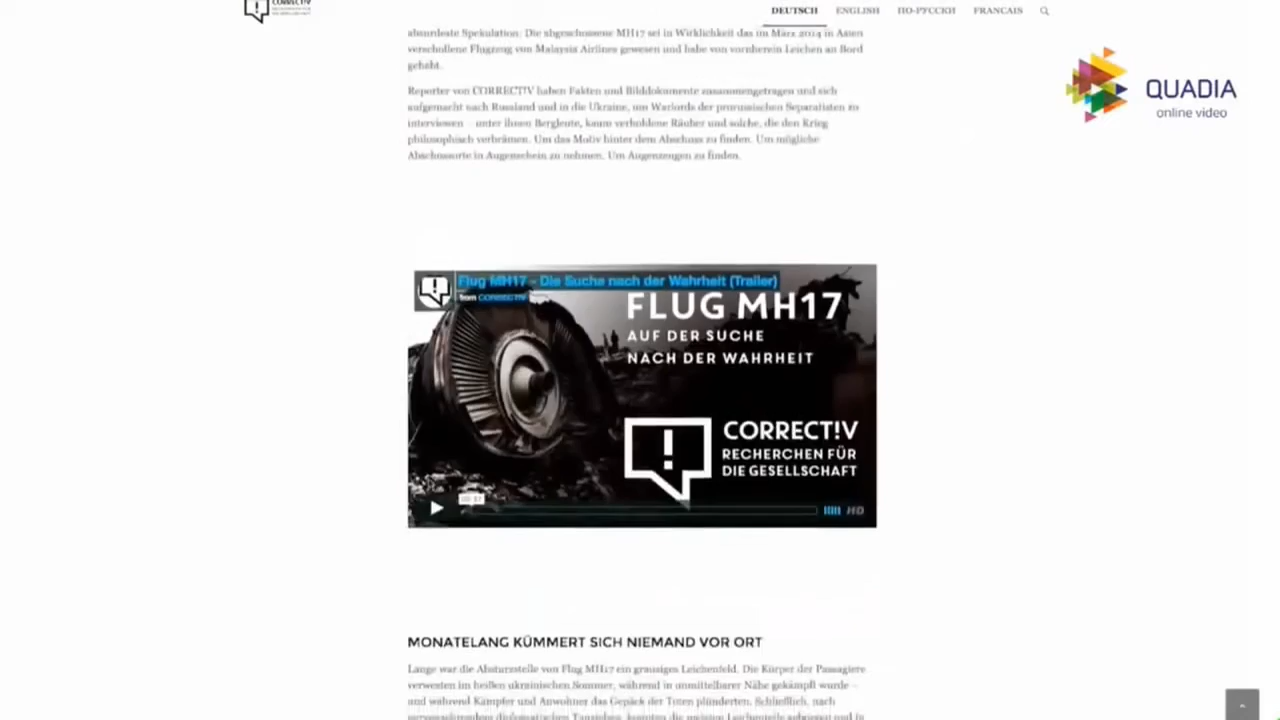 CORRECT!V
DEUTSCH ENGLISH ПО-РУССКИ FRANCAIS
absurdeste Spekulation: Die abgeschossene MH17 sei in Wirklichkeit das im März 2014 in Asien
verschollene Flugzeug von Malaysia Airlines gewesen und habe von vornherein Leichen an Bord
gehabt.
QUADIA
online video
Reporter von CORRECT!V haben Fakten und Bilddokumente zusammengetragen und sich
aufgemacht nach Russland und in die Ukraine, um Warlords der prorussischen Separatisten zu
interviewen – unter ihnen Bergleute, kaum verhohlene Räuber und solche, die den Krieg
philosophisch verbrämen. Um das Motiv hinter dem Abschuss zu finden. Um mögliche
Abschussorte in Augenschein zu nehmen. Um Augenzeugen zu finden.
Flug MH17 - Die Suche nach der Wahrheit (Trailer)
from CORRECT!V
FLUG MH17
AUF DER SUCHE
NACH DER WAHRHEIT
CORRECT!V
RECHERCHEN FÜR
DIE GESELLSCHAFT
HD
MONATELANG KÜMMERT SICH NIEMAND VOR ORT
Lange war die Absturzstelle von Flug MH17 ein grausiges Leichenfeld. Die Körper der Passagiere
verwesten im heißen ukrainischen Sommer, während in unmittelbarer Nähe gekämpft wurde –
und während Kämpfer und Anwohner das Gepäck der Toten plünderten. Schließlich, nach